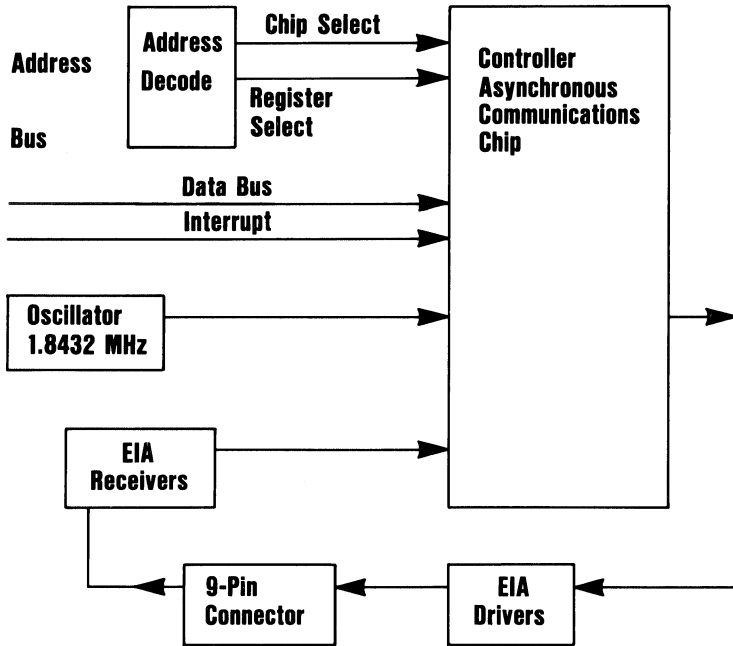 Address
Bus
Address
Decode
Chip Select
Register
Select
Controller
Asynchronous
Communications
Chip
Data Bus
Interrupt
Oscillator
1.8432 MHz
EIA
Receivers
9-Pin
Connector
EIA
Drivers